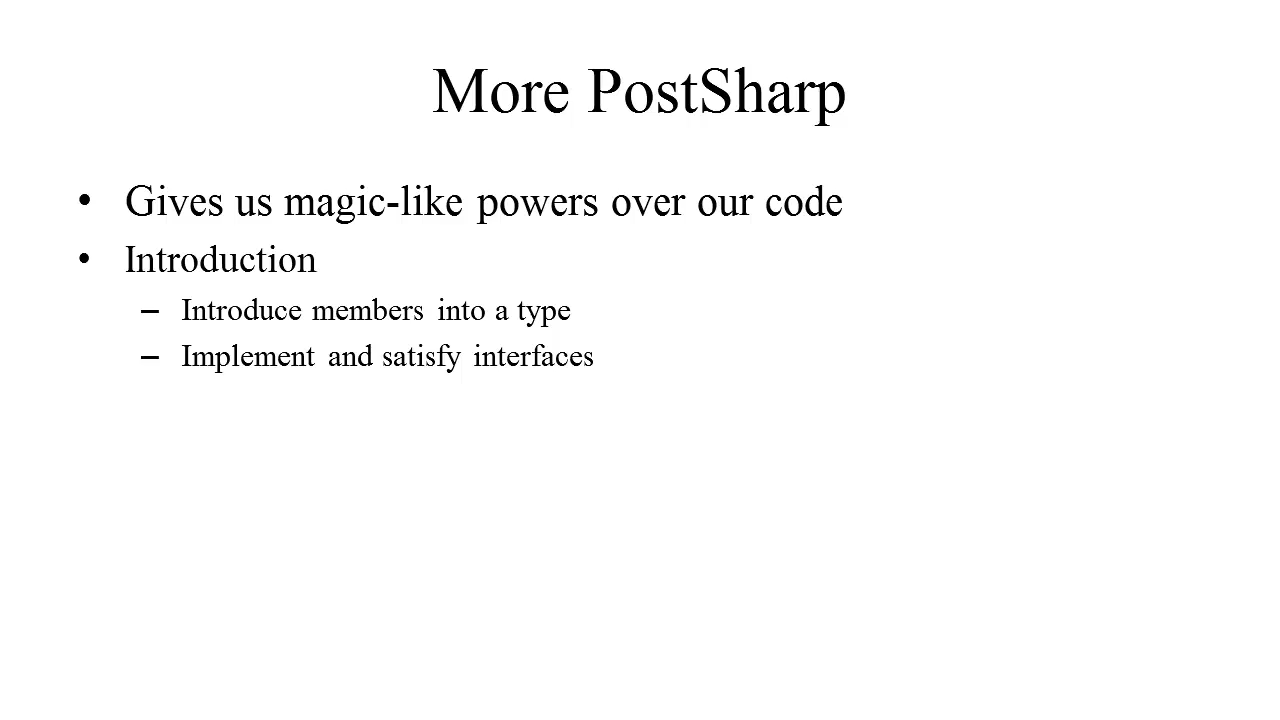 More PostSharp
• Gives us magic-like powers over our code
• Introduction
– Introduce members into a type
– Implement and satisfy interfaces